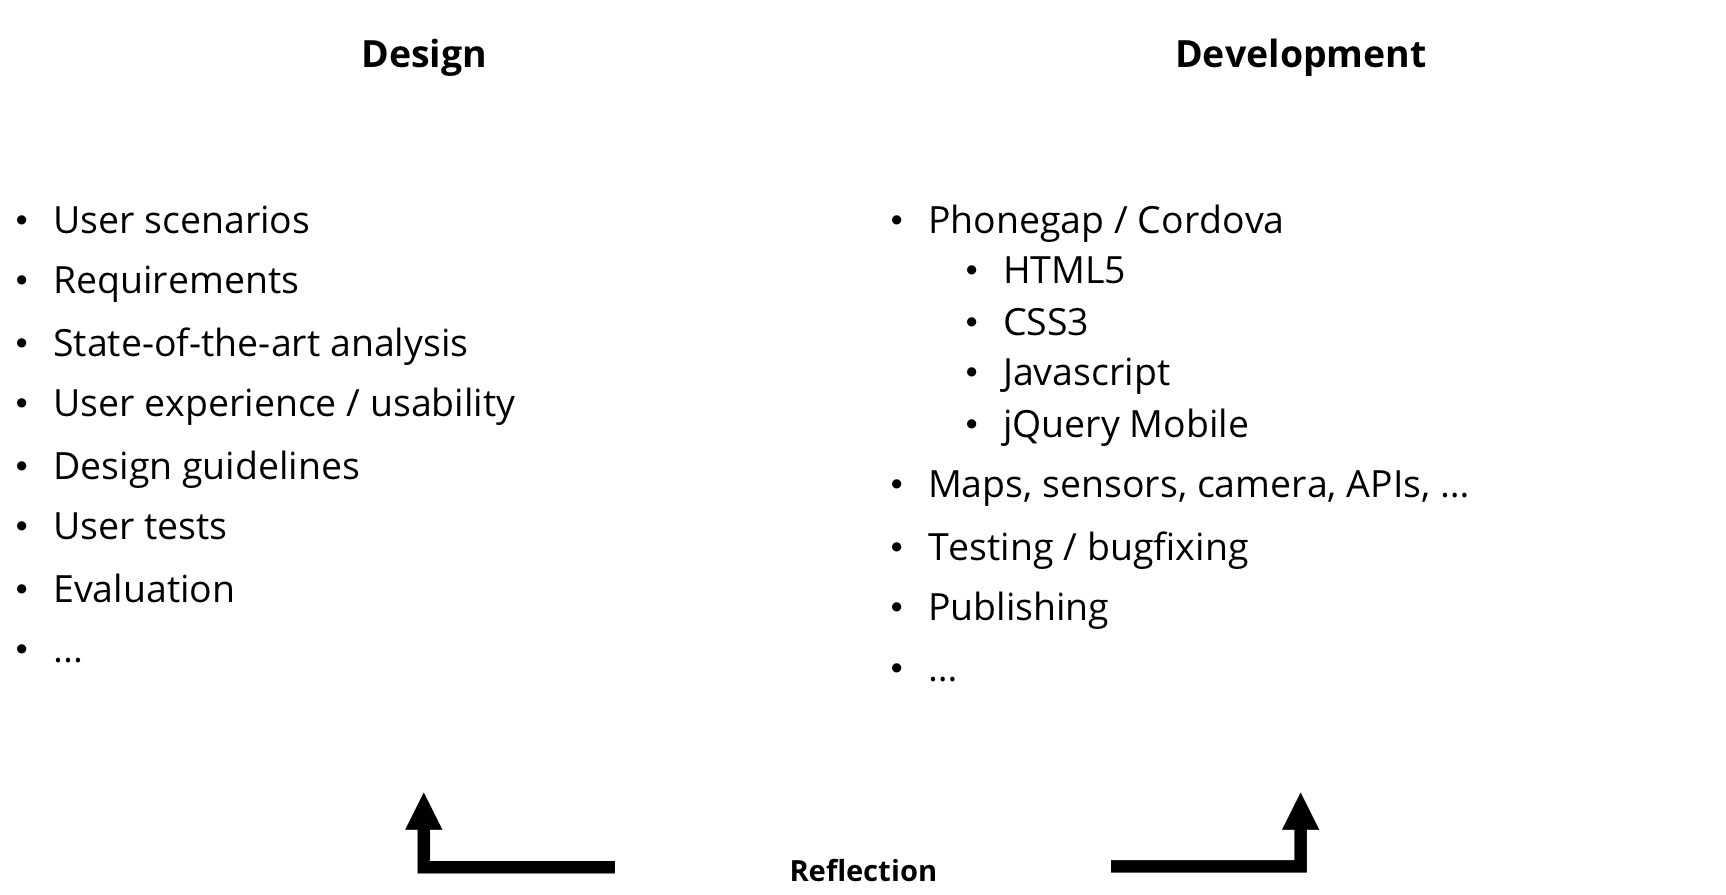 Design
• User scenarios
• Requirements
• State-of-the-art analysis
• User experience / usability
• Design guidelines
• User tests
• Evaluation
• ...
Development
• Phonegap / Cordova
• HTML5
• CSS3
• Javascript
• jQuery Mobile
• Maps, sensors, camera, APIs, ...
• Testing / bugfixing
• Publishing
• ...
Reflection